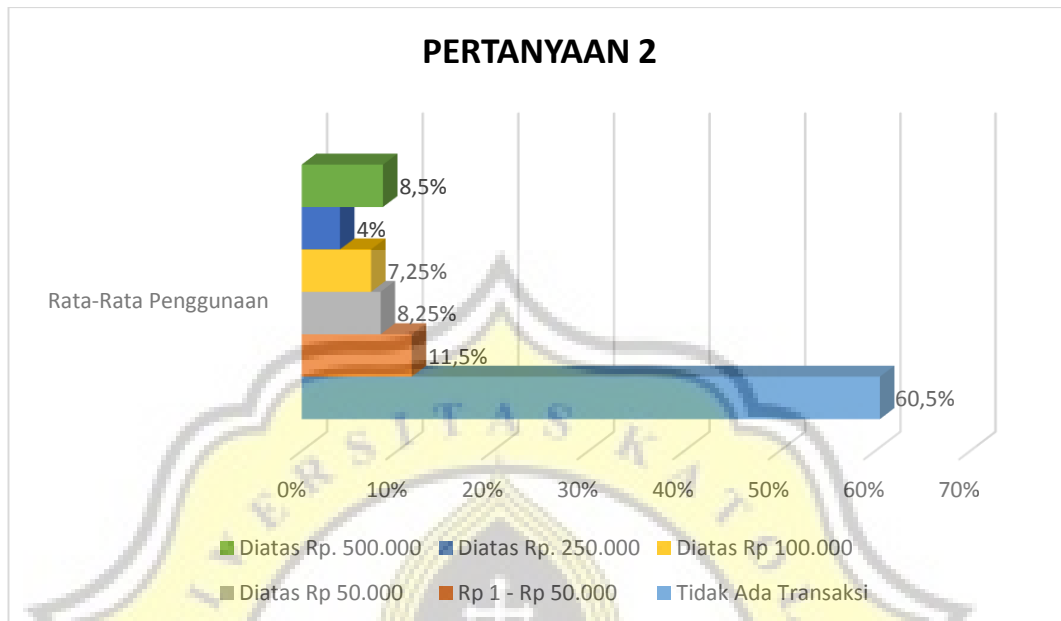 PERTANYAAN 2
8,5%
4%
7,25%
Rata-Rata Penggunaan
8,25%
11,5%
60,5%
0% 10% 20% 30% 40% 50% 60% 70%
Diatas Rp. 500.000 Diatas Rp. 250.000 Diatas Rp 100.000
Diatas Rp 50.000 Rp 1 - Rp 50.000 Tidak Ada Transaksi